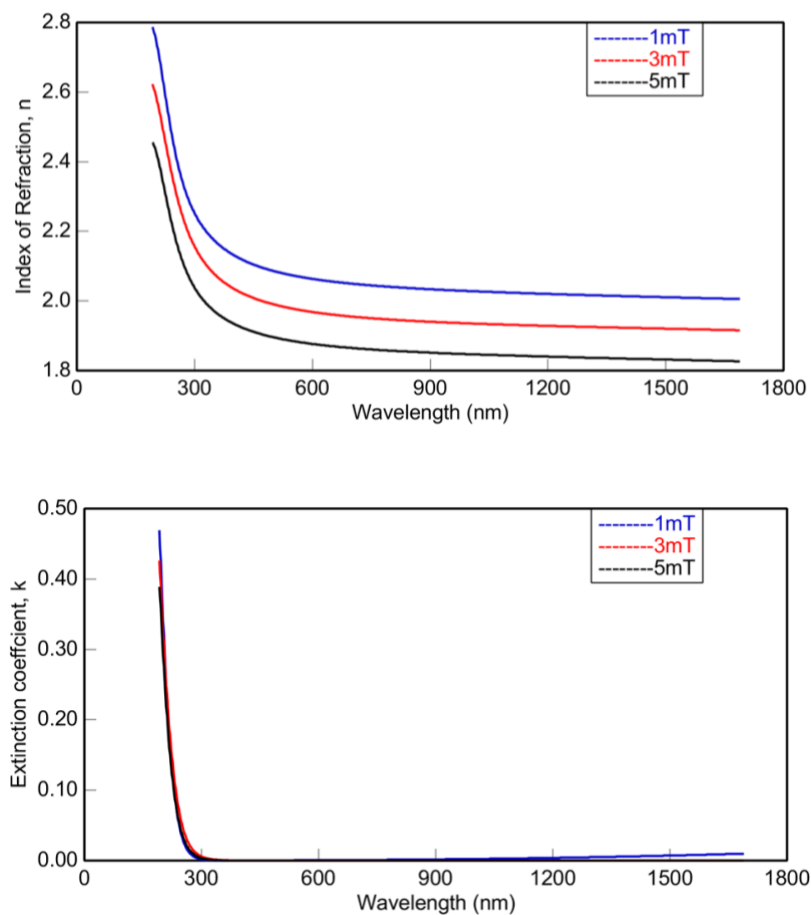 2.8
2.6
2.4
2.2
2.0
1.8
Index of Refraction, n
--------1mT
--------3mT
--------5mT
0 300 600 900 1200 1500 1800
Wavelength (nm)
0.50
0.40
0.30
0.20
0.10
0.00
Extinction coeffcient, k
--------1mT
--------3mT
--------5mT
0 300 600 900 1200 1500 1800
Wavelength (nm)